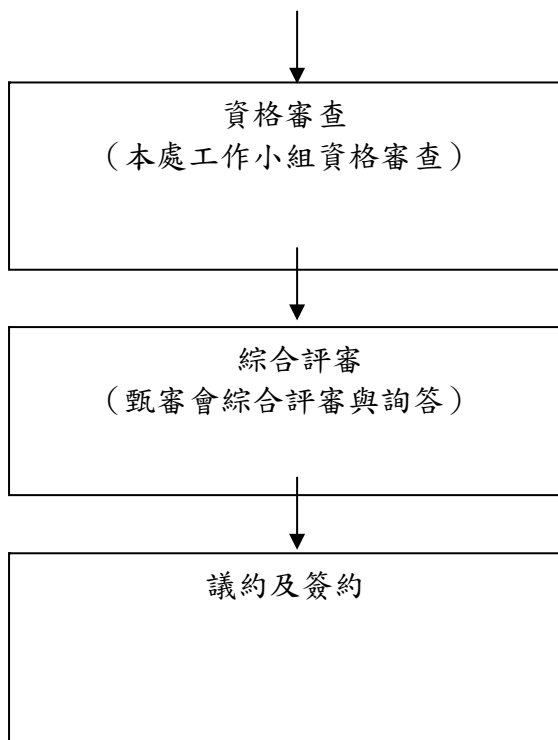 資格審查
（本處工作小組資格審查）
綜合評審
（甄審會綜合評審與詢答）
議約及簽約